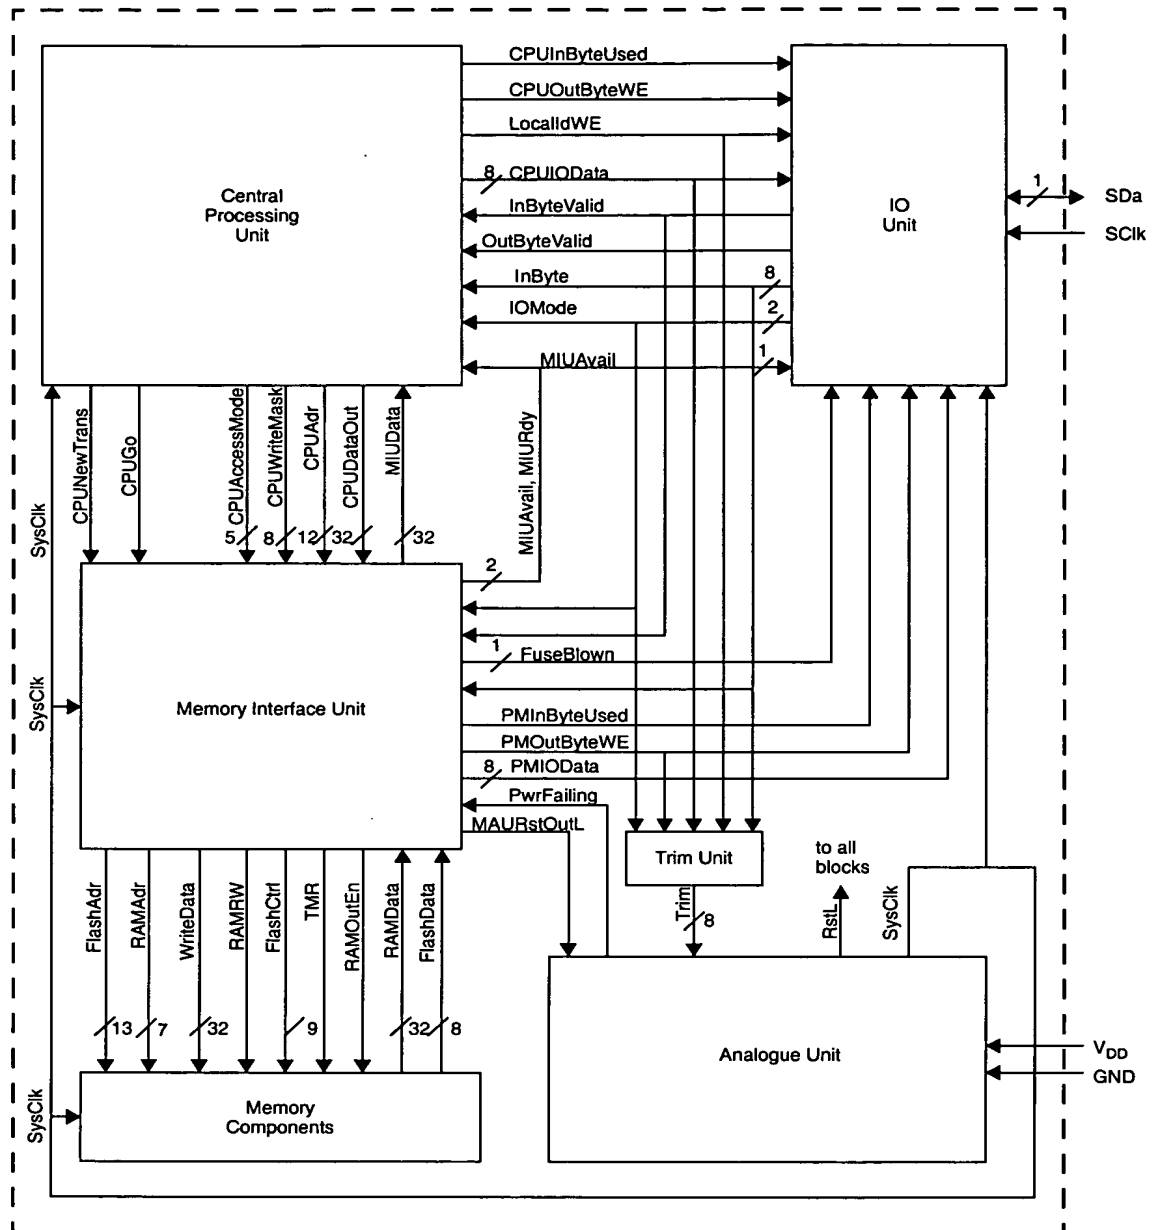 CPUInByteUsed
CPUOutByteWE
LocalIdWE
8 CPUIOData
InByteValid
OutByteValid
InByte 8
IOMode 2
MIUAvail 1
Central
Processing
Unit
IO
Unit
1 SDa
SClk
CPUNewTrans
CPUGo
CPUAccessMode
CPUWriteMask
CPUAdr
CPUDataOut
MIUData
5 8 12 32 32
SysClk
MIUAvail, MIURdy
2
1 FuseBlown
Memory Interface Unit
SysClk
PMInByteUsed
PMOutByteWE
8 PMIOData
PwrFailing
MAURstOutL
Trim Unit
Trim
8
to all
blocks
RstL
SysClk
FlashAdr
RAMAdr
WriteData
RAMRW
FlashCtrl
TMR
RAMOutEn
RAMData
FlashData
13 7 32 9 32 8
Analogue Unit
VDD
GND
SysClk
Memory
Components